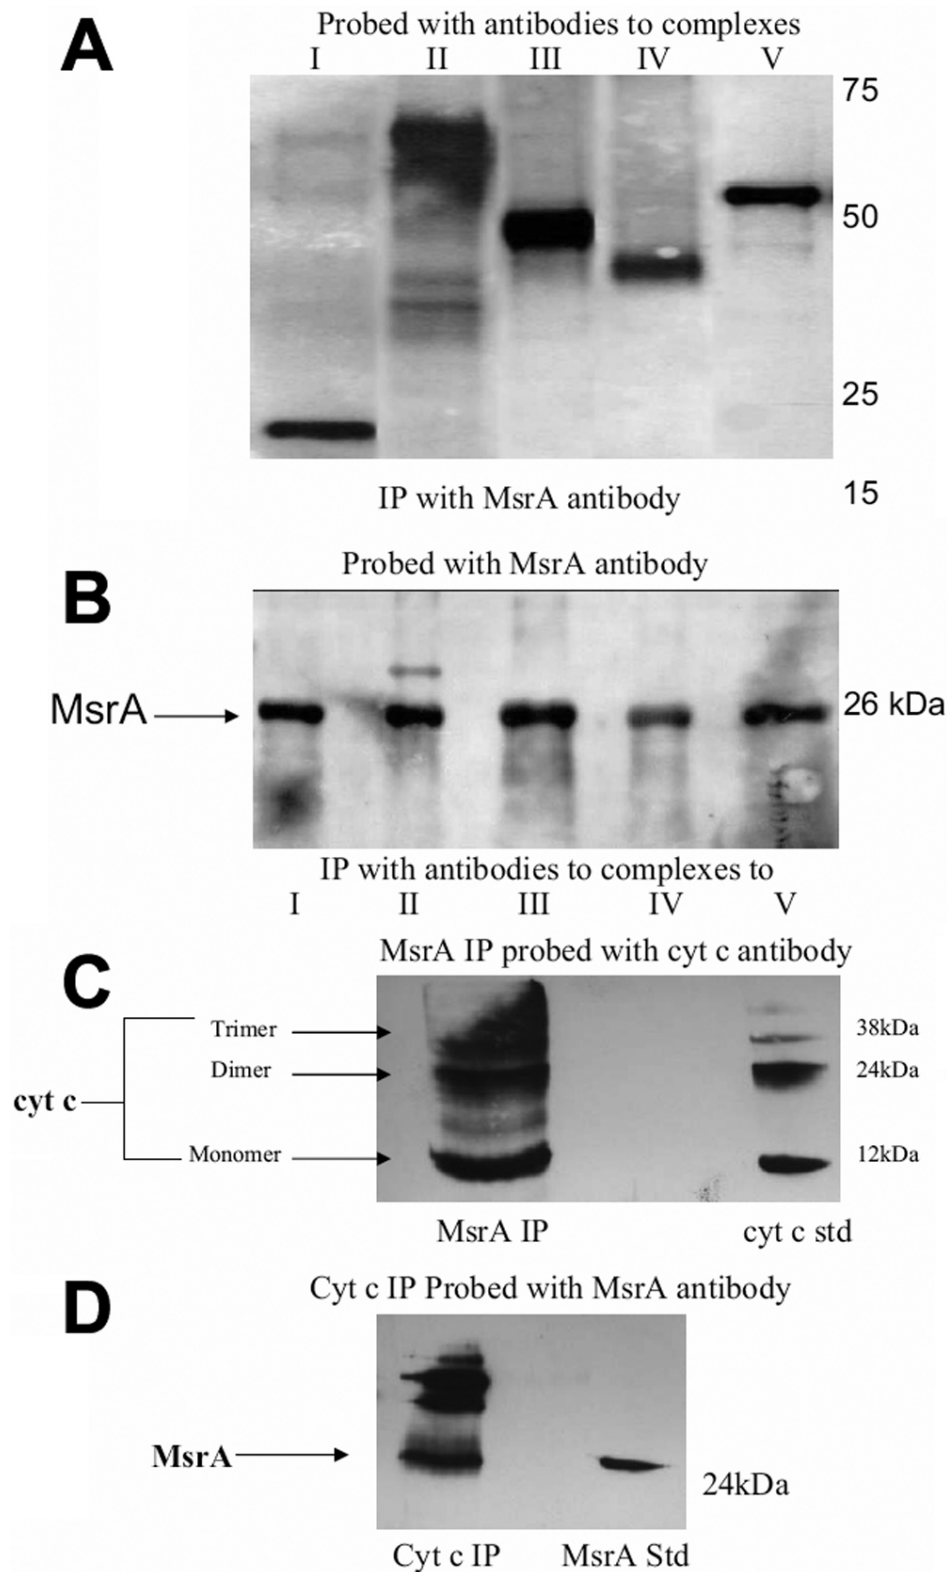 A
Probed with antibodies to complexes
I II III IV V
75
50
25
15
IP with MsrA antibody
B
Probed with MsrA antibody
MsrA
26 kDa
IP with antibodies to complexes to
I II III IV V
C
MsrA IP probed with cyt c antibody
Trimer
38kDa
Dimer
24kDa
cyt c
Monomer
12kDa
MsrA IP
cyt c std
D
Cyt c IP Probed with MsrA antibody
MsrA
24kDa
Cyt c IP
MsrA Std